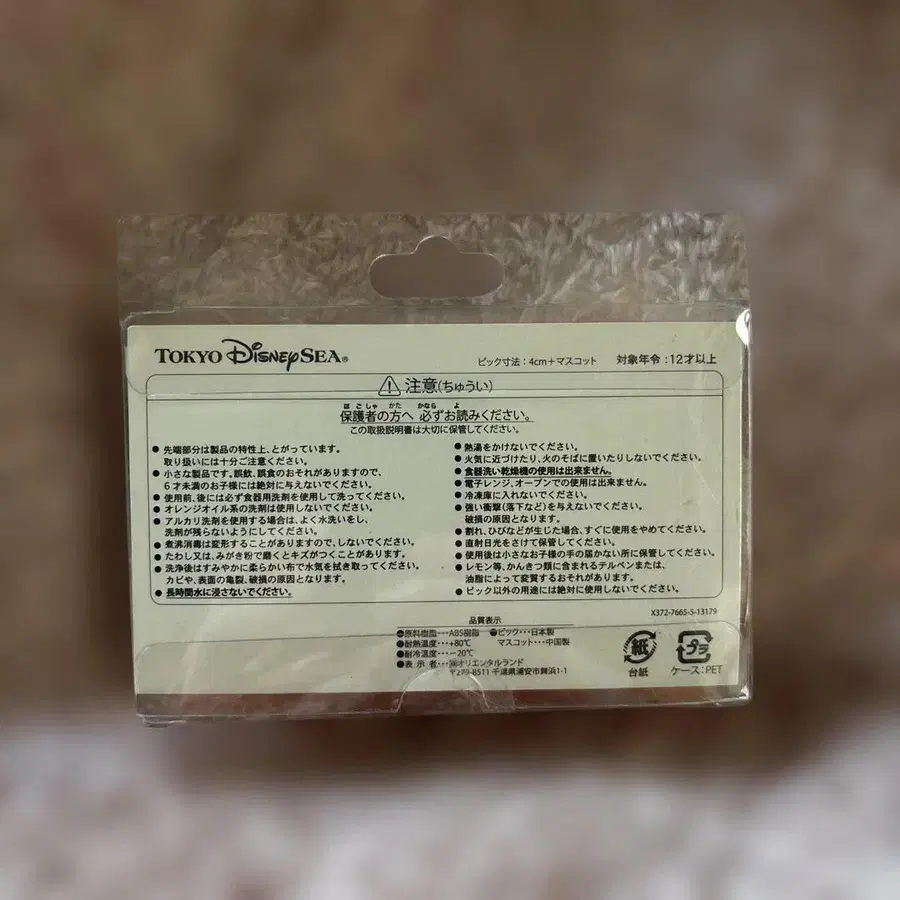 TOKYO DISNEYSEA®
ピック寸法：4cm＋マスコット 対象年令：12才以上
注意(ちゅうい)
保護者の方へ 必ずお読みください。
この取扱説明書は大切に保管してください。
● 先端部分は製品の特性上、とがっています。
取り扱いには十分ご注意ください。
● 小さな製品です。誤飲、誤食のおそれがありますので、
6才未満のお子様には絶対に与えないでください。
● 使用前、後には必ず食器用洗剤を使用して洗ってください。
● オレンジオイル系の洗剤は使用しないでください。
● アルカリ洗剤を使用する場合は、よく水洗いをし、
洗剤が残らないようにしてください。
● 煮沸消毒は変形することがありますので、しないでください。
● たわし又は、みがき粉で磨くとキズがつくことがあります。
● 洗浄後はすみやかに柔らかい布で水気を拭き取ってください。
カビや、表面の亀裂、破損の原因となります。
● 長時間水に浸さないでください。
● 熱湯をかけないでください。
● 火気に近づけたり、火のそばに置いたりしないでください。
● 食器洗い乾燥機の使用は出来ません。
● 電子レンジ、オーブンでの使用は出来ません。
● 冷凍庫に入れないでください。
● 強い衝撃(落下など)を与えないでください。
破損の原因となります。
● 割れ、ひびなどが生じた場合、すぐに使用をやめてください。
● 直射日光をさけて保管してください。
● 使用後は小さなお子様の手の届かない所に保管してください。
● レモン等、かんきつ類に含まれるテルペンまたは、
油脂によって変質するおそれがあります。
● ピック以外の用途には絶対に使用しないでください。
X372-7665-5-13179
品質表示
●原料樹脂・・・ABS樹脂 ●ピック・・・日本製
●耐熱温度・・・+80℃ マスコット・・・中国製
●耐冷温度・・・−20℃
●表示者・・・㈱オリエンタルランド
〒279-8511 千葉県浦安市舞浜1-1
紙
台紙
プラ
ケース：PET